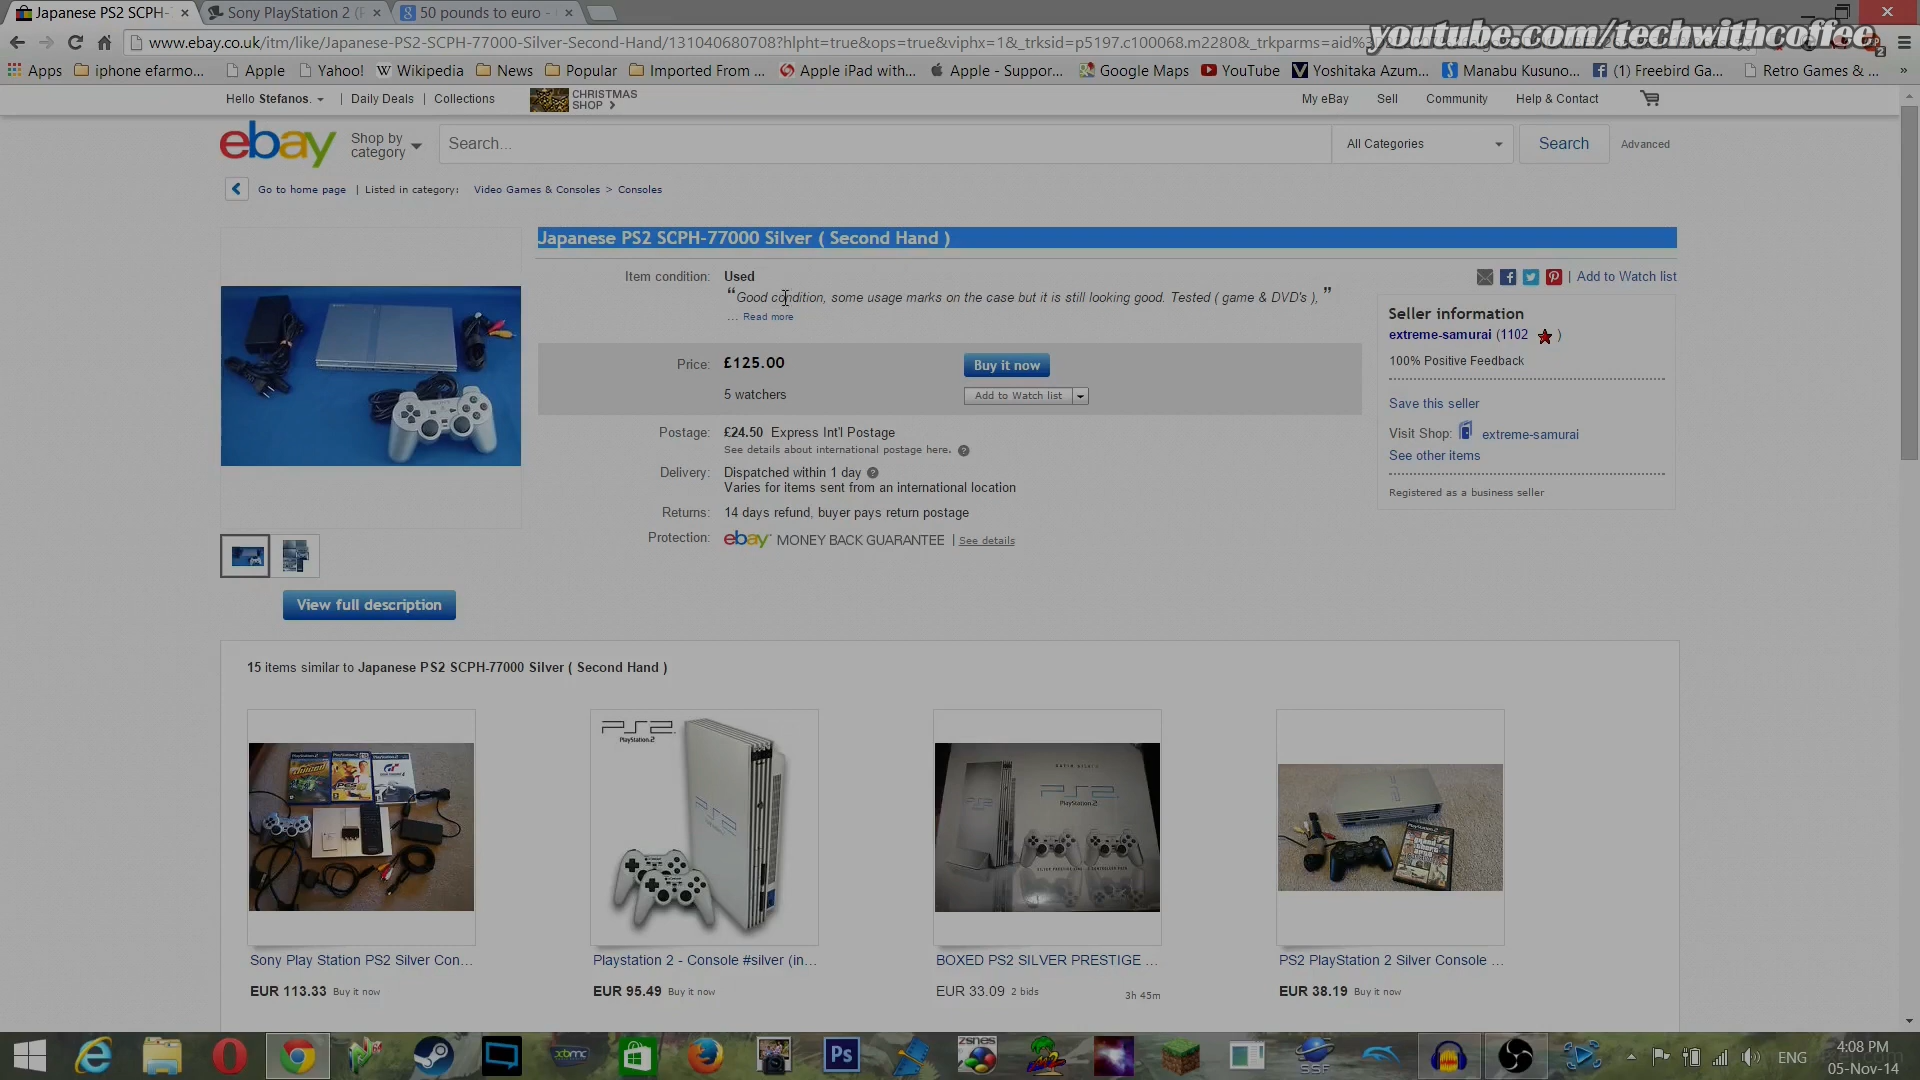 Japanese PS2 SCPH-
Sony PlayStation 2 (P
50 pounds to euro -
youtube.com/techwithcoffee
www.ebay.co.uk/itm/like/Japanese-PS2-SCPH-77000-Silver-Second-Hand/131040680708?hlpht=true&ops=true&viphx=1&_trksid=p5197.c100068.m2280&_trkparms=aid%
Apps
iphone efarmo...
Apple
Yahoo!
Wikipedia
News
Popular
Imported From ...
Apple iPad with...
Apple - Suppor...
Google Maps
YouTube
Yoshitaka Azum...
Manabu Kusuno...
(1) Freebird Ga...
Retro Games & ...
»
Hello Stefanos.
Daily Deals
Collections
CHRISTMAS
SHOP
My eBay
Sell
Community
Help & Contact
ebay
Shop by
category
Search...
All Categories
Search
Advanced
Go to home page | Listed in category: Video Games & Consoles > Consoles
Japanese PS2 SCPH-77000 Silver ( Second Hand )
Item condition: Used
“Good condition, some usage marks on the case but it is still looking good. Tested ( game & DVD's ), ”
... Read more
| Add to Watch list
Price: £125.00
Buy it now
5 watchers
Add to Watch list
Postage: £24.50 Express Int'l Postage
See details about international postage here.
Delivery: Dispatched within 1 day
Varies for items sent from an international location
Returns: 14 days refund, buyer pays return postage
Protection: ebay MONEY BACK GUARANTEE | See details
Seller information
extreme-samurai (1102 )
100% Positive Feedback
Save this seller
Visit Shop: extreme-samurai
See other items
Registered as a business seller
View full description
15 items similar to Japanese PS2 SCPH-77000 Silver ( Second Hand )
PS2
PlayStation 2
PlayStation 2
Sony Play Station PS2 Silver Con...
EUR 113.33 Buy it now
Playstation 2 - Console #silver (in...
EUR 95.49 Buy it now
BOXED PS2 SILVER PRESTIGE ...
EUR 33.09 2 bids
3h 45m
PS2 PlayStation 2 Silver Console ...
EUR 38.19 Buy it now
xbmc
Ps
ZSNES
SSF
ENG
4:08 PM
05-Nov-14